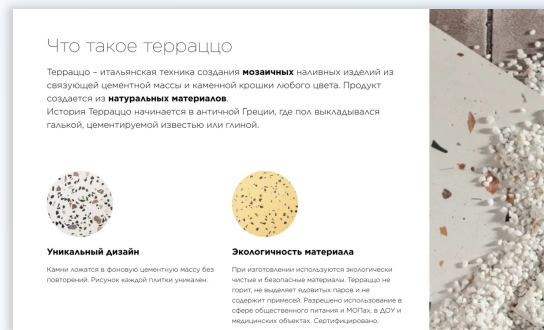 Что такое терраццо
Терраццо – итальянская техника создания мозаичных наливных изделий из
связующей цементной массы и каменной крошки любого цвета. Продукт
создается из натуральных материалов.
История Терраццо начинается в античной Греции, где пол выкладывался
галькой, цементируемой известью или глиной.
Уникальный дизайн
Камни ложатся в фоновую цементную массу без
повторений. Рисунок каждой плитки уникален.
Экологичность материала
При изготовлении используются экологически
чистые и безопасные материалы. Терраццо не
горит, не выделяет ядовитых паров и не
содержит примесей. Разрешено использование в
сфере общественного питания и МОПах, в ДОУ и
медицинских объектах. Сертифицировано.